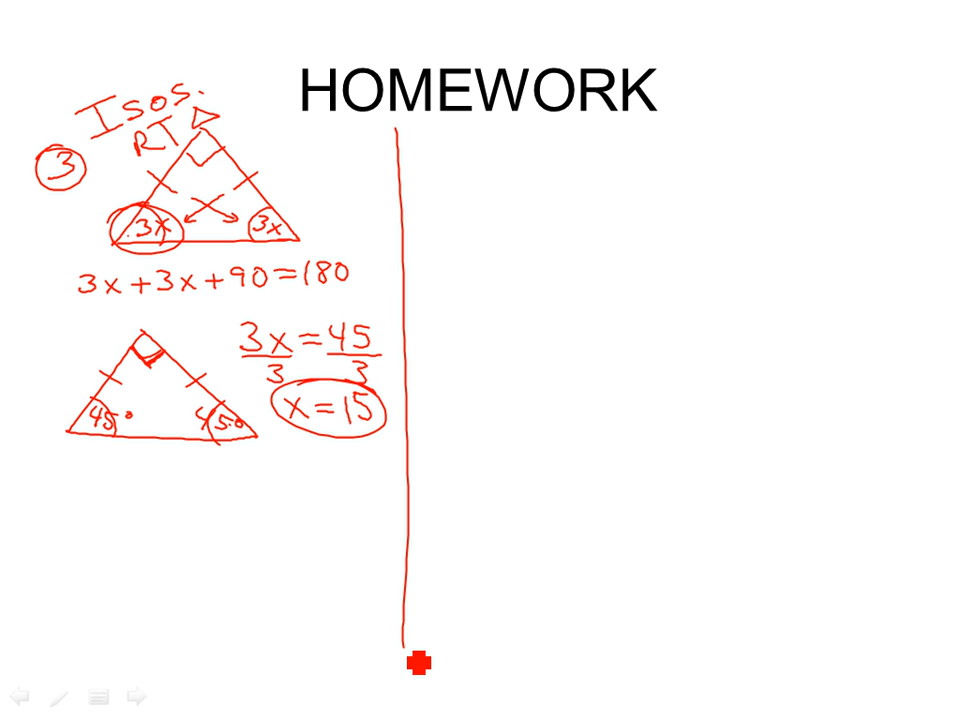 HOMEWORK
Isos.
RT △
3
3x 3x
3x+3x+90=180
3x=45
3 3
x=15
45° 45°